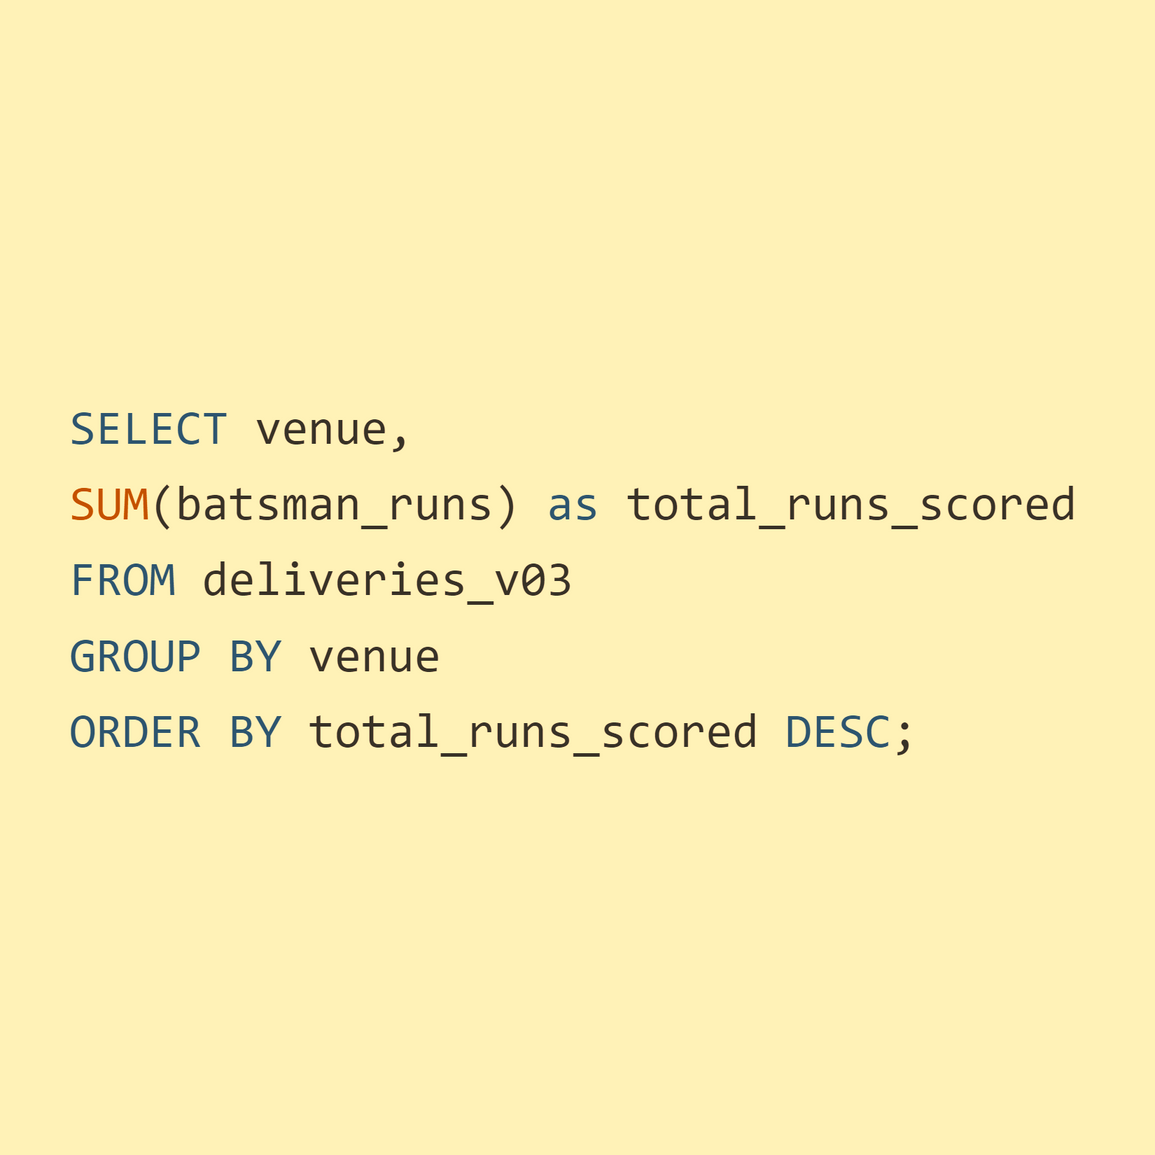 SELECT venue,
SUM(batsman_runs) as total_runs_scored
FROM deliveries_v03
GROUP BY venue
ORDER BY total_runs_scored DESC;